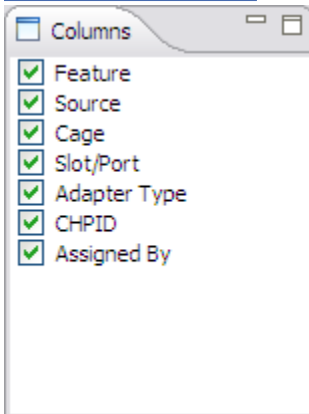 Columns
Feature
Source
Cage
Slot/Port
Adapter Type
CHPID
Assigned By